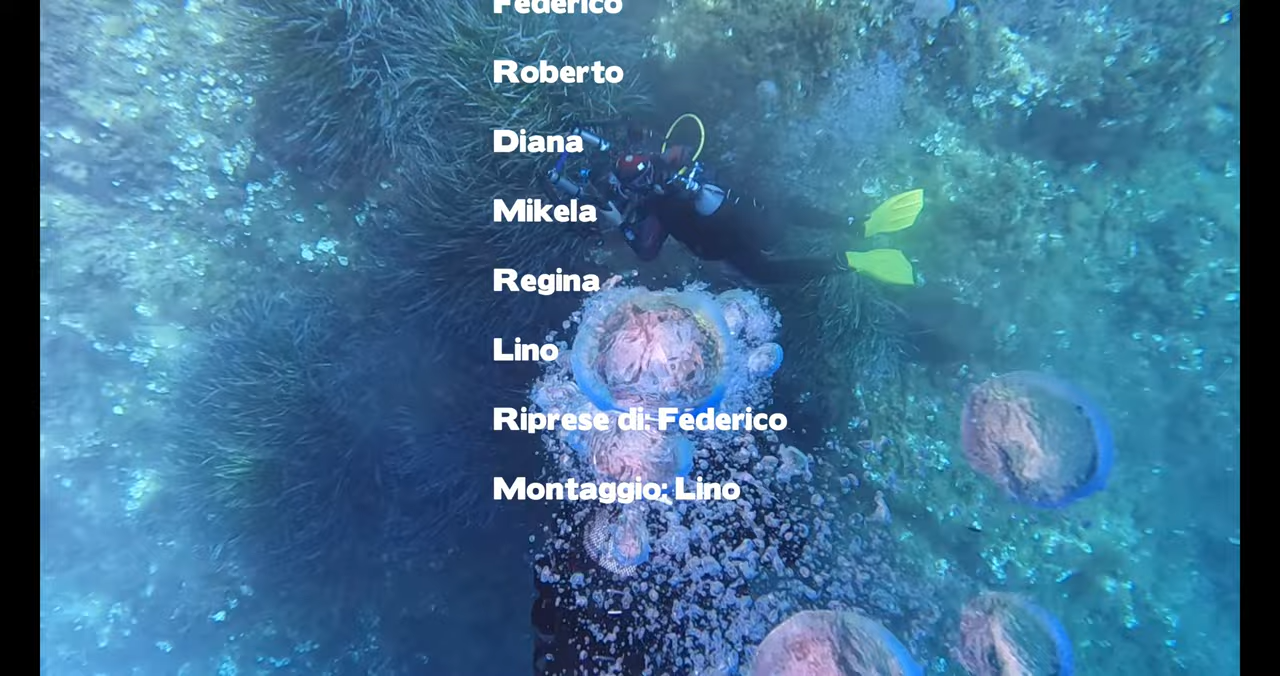 Federico
Roberto
Diana
Mikela
Regina
Lino
Riprese di: Federico
Montaggio: Lino